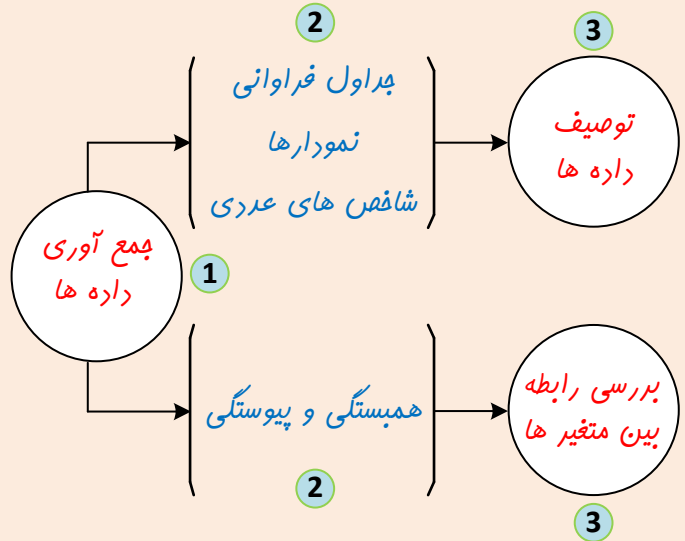 2
جداول فراوانی
نمودارها
شاخص های عددی
3
توصیف
داده ها
جمع آوری
داده ها
1
همبستگی و پیوستگی
2
بررسی رابطه
بین متغیر ها
3